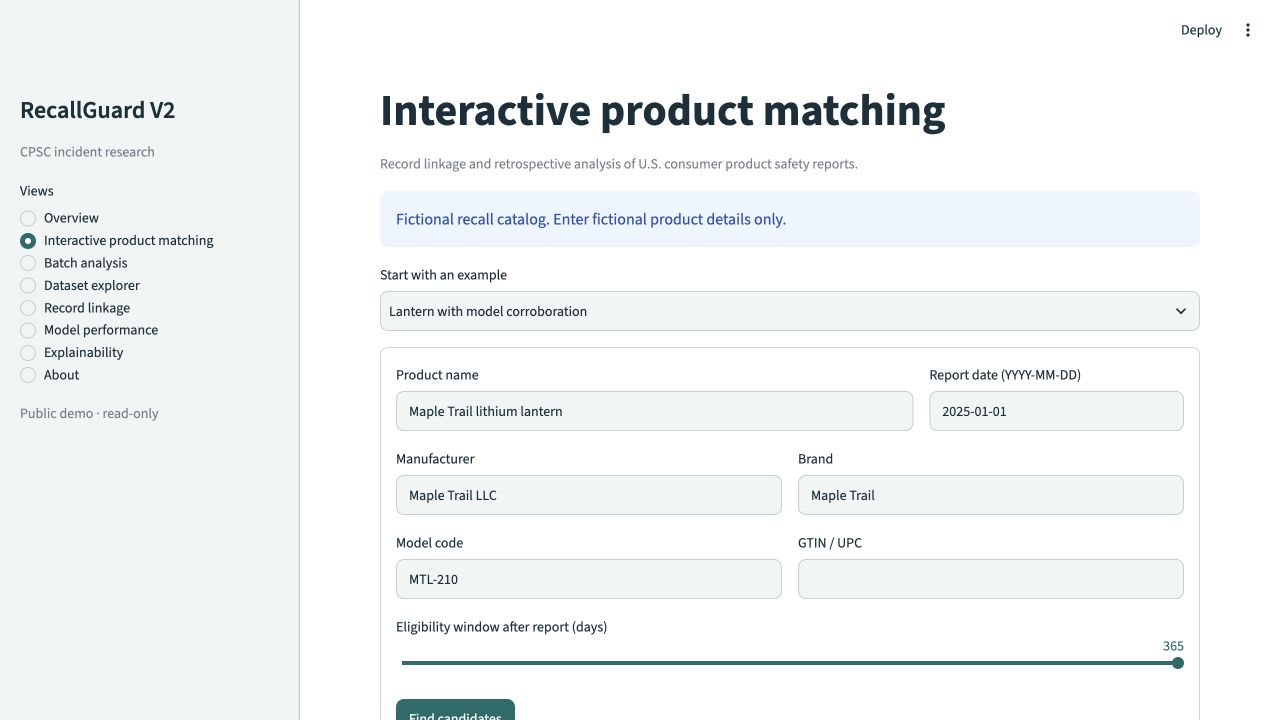 Deploy
RecallGuard V2
CPSC incident research
Views
Overview
Interactive product matching
Batch analysis
Dataset explorer
Record linkage
Model performance
Explainability
About
Public demo · read-only
Interactive product matching
Record linkage and retrospective analysis of U.S. consumer product safety reports.
Fictional recall catalog. Enter fictional product details only.
Start with an example
Lantern with model corroboration
Product name
Report date (YYYY-MM-DD)
Maple Trail lithium lantern
2025-01-01
Manufacturer
Brand
Maple Trail LLC
Maple Trail
Model code
GTIN / UPC
MTL-210
Eligibility window after report (days)
365
Find candidates